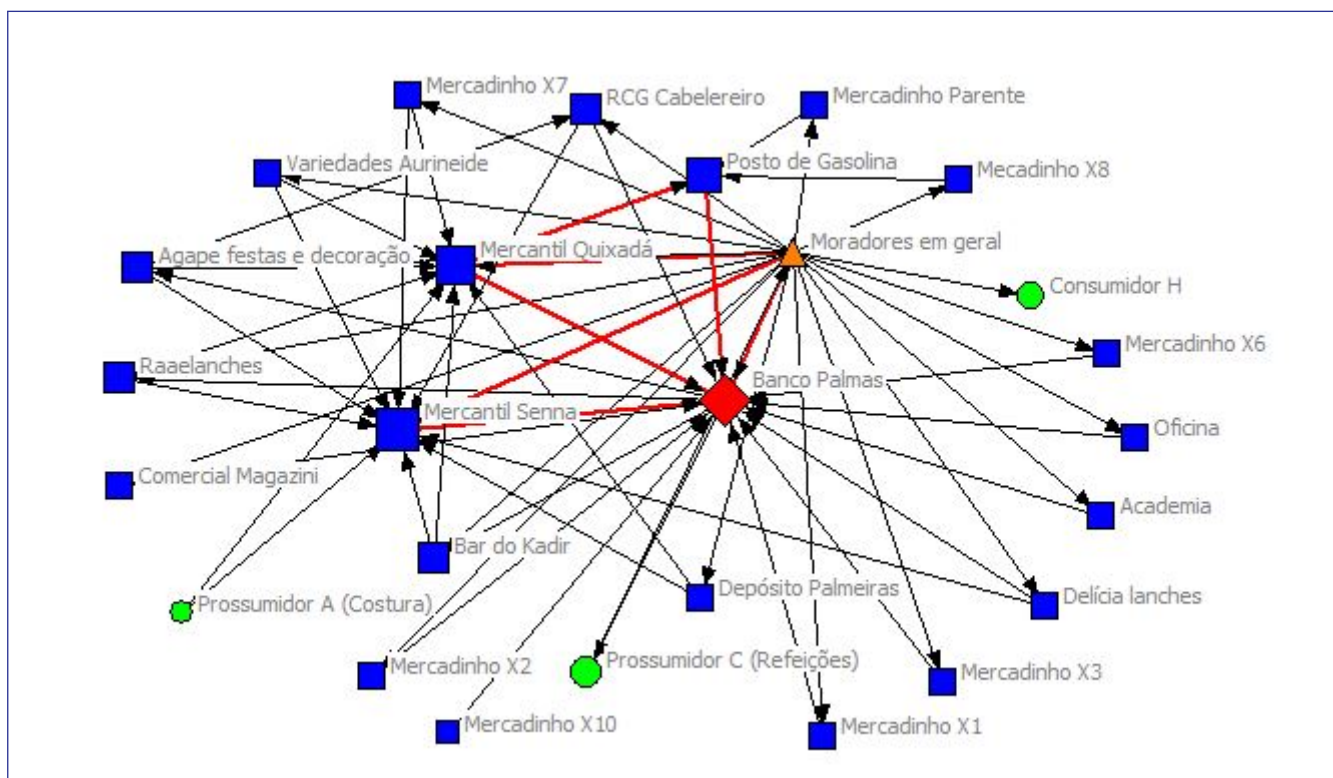 Mercadinho X7
RCG Cabelereiro
Mercadinho Parente
Variedades Aurineide
Posto de Gasolina
Mecadinho X8
Agape festas e decoração
Mercantil Quixadá
Moradores em geral
Consumidor H
Raaelanches
Mercadinho X6
Banco Palmas
Mercantil Senna
Oficina
Comercial Magazini
Academia
Bar do Kadir
Depósito Palmeiras
Delícia lanches
Prossumidor A (Costura)
Mercadinho X2
Prossumidor C (Refeições)
Mercadinho X3
Mercadinho X10
Mercadinho X1